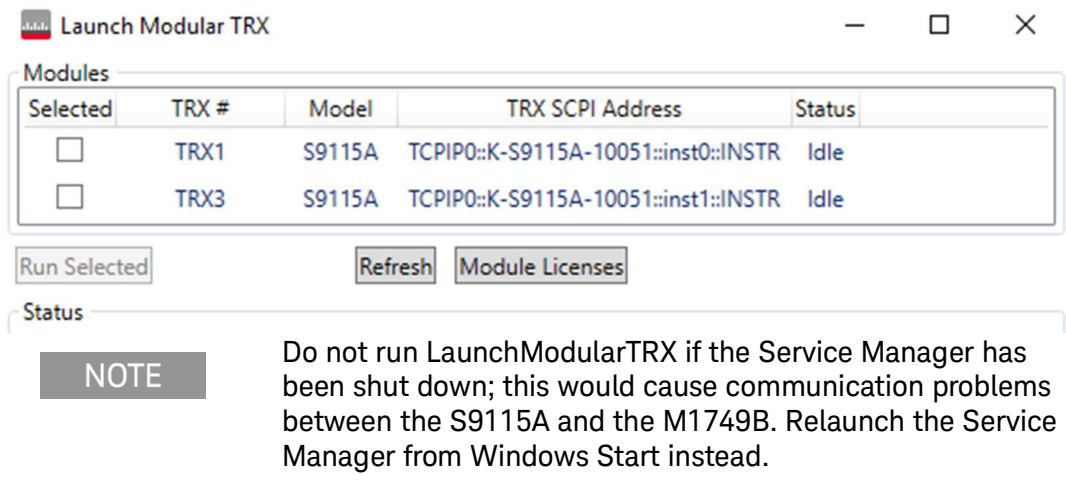 Launch Modular TRX
Modules
Selected TRX # Model TRX SCPI Address Status
TRX1 S9115A TCPIP0::K-S9115A-10051::inst0::INSTR Idle
TRX3 S9115A TCPIP0::K-S9115A-10051::inst1::INSTR Idle
Run Selected Refresh Module Licenses
Status
NOTE
Do not run LaunchModularTRX if the Service Manager has
been shut down; this would cause communication problems
between the S9115A and the M1749B. Relaunch the Service
Manager from Windows Start instead.